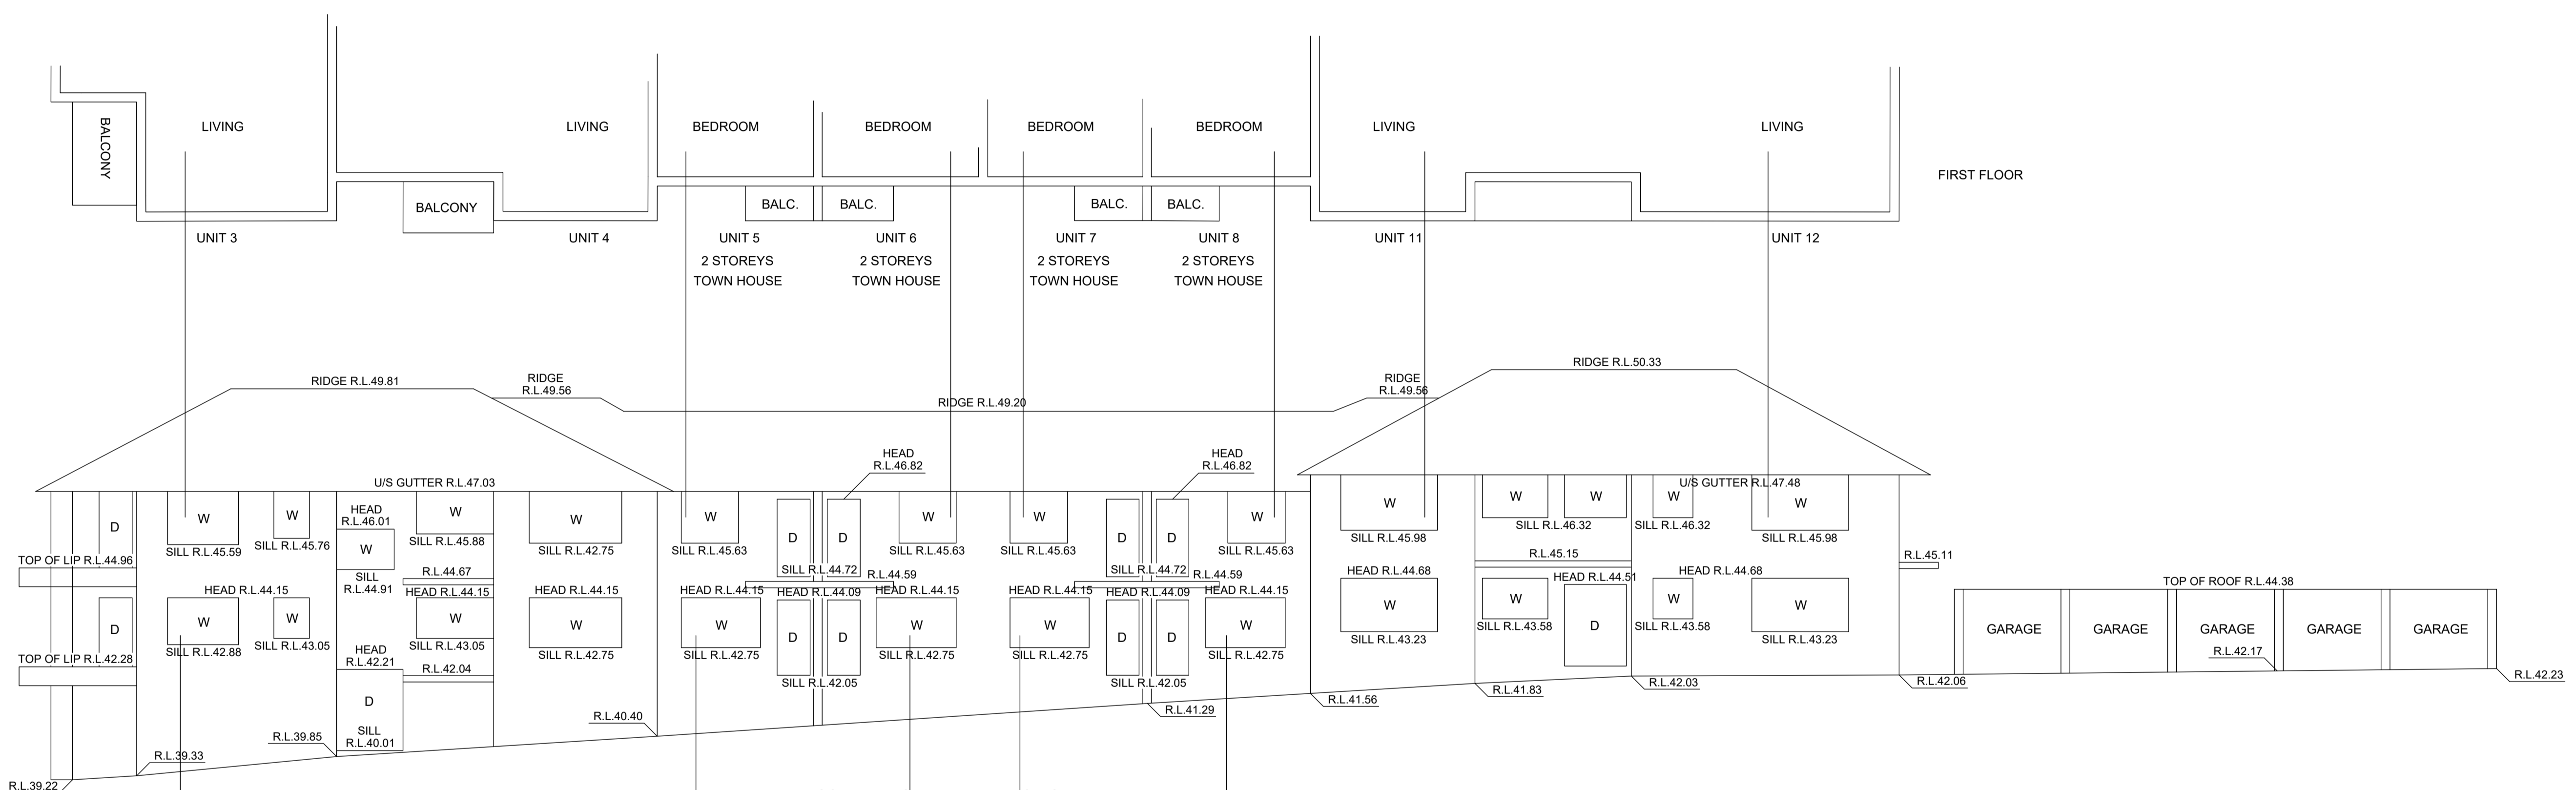 BALCONY
LIVING
LIVING
BEDROOM
BEDROOM
BEDROOM
BEDROOM
LIVING
LIVING
FIRST FLOOR
BALCONY
BALC.
BALC.
BALC.
BALC.
UNIT 3
UNIT 4
UNIT 5
UNIT 6
UNIT 7
UNIT 8
UNIT 11
UNIT 12
2 STOREYS
TOWN HOUSE
2 STOREYS
TOWN HOUSE
2 STOREYS
TOWN HOUSE
2 STOREYS
TOWN HOUSE
RIDGE R.L.49.81
RIDGE
R.L.49.56
RIDGE R.L.49.20
RIDGE
R.L.49.56
RIDGE R.L.50.33
HEAD
R.L.46.82
HEAD
R.L.46.82
U/S GUTTER R.L.47.03
U/S GUTTER R.L.47.48
D
W
W
HEAD
R.L.46.01
W
W
W
W
D
D
W
W
D
D
W
W
W
W
W
W
SILL R.L.45.59
SILL R.L.45.76
SILL R.L.45.88
SILL R.L.42.75
SILL R.L.45.63
SILL R.L.45.63
SILL R.L.45.63
SILL R.L.45.63
SILL R.L.45.98
SILL R.L.46.32
SILL R.L.46.32
SILL R.L.45.98
TOP OF LIP R.L.44.96
SILL
R.L.44.91
R.L.44.67
SILL R.L.44.72
R.L.44.59
SILL R.L.44.72
R.L.44.59
R.L.45.15
R.L.45.11
HEAD R.L.44.15
HEAD R.L.44.15
HEAD R.L.44.15
HEAD R.L.44.15
HEAD R.L.44.09
HEAD R.L.44.15
HEAD R.L.44.15
HEAD R.L.44.09
HEAD R.L.44.15
HEAD R.L.44.68
HEAD R.L.44.51
HEAD R.L.44.68
TOP OF ROOF R.L.44.38
D
W
W
W
W
W
D
D
W
W
D
D
W
W
W
D
W
W
GARAGE
GARAGE
GARAGE
GARAGE
GARAGE
SILL R.L.42.88
SILL R.L.43.05
SILL R.L.43.05
SILL R.L.42.75
SILL R.L.42.75
SILL R.L.42.75
SILL R.L.42.75
SILL R.L.42.75
SILL R.L.43.23
SILL R.L.43.58
SILL R.L.43.58
SILL R.L.43.23
TOP OF LIP R.L.42.28
HEAD
R.L.42.21
R.L.42.04
SILL R.L.42.05
SILL R.L.42.05
R.L.42.17
D
SILL
R.L.40.01
R.L.39.22
R.L.39.33
R.L.39.85
R.L.40.40
R.L.41.29
R.L.41.56
R.L.41.83
R.L.42.03
R.L.42.06
R.L.42.23